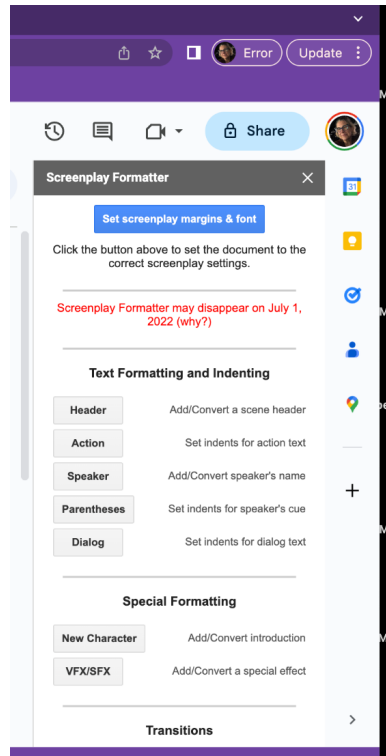 Error
Update
Share
Screenplay Formatter
31
Set screenplay margins & font
Click the button above to set the document to the
correct screenplay settings.
Screenplay Formatter may disappear on July 1,
2022 (why?)
Text Formatting and Indenting
Header Add/Convert a scene header
Action Set indents for action text
Speaker Add/Convert speaker's name
Parentheses Set indents for speaker's cue
Dialog Set indents for dialog text
Special Formatting
New Character Add/Convert introduction
VFX/SFX Add/Convert a special effect
Transitions